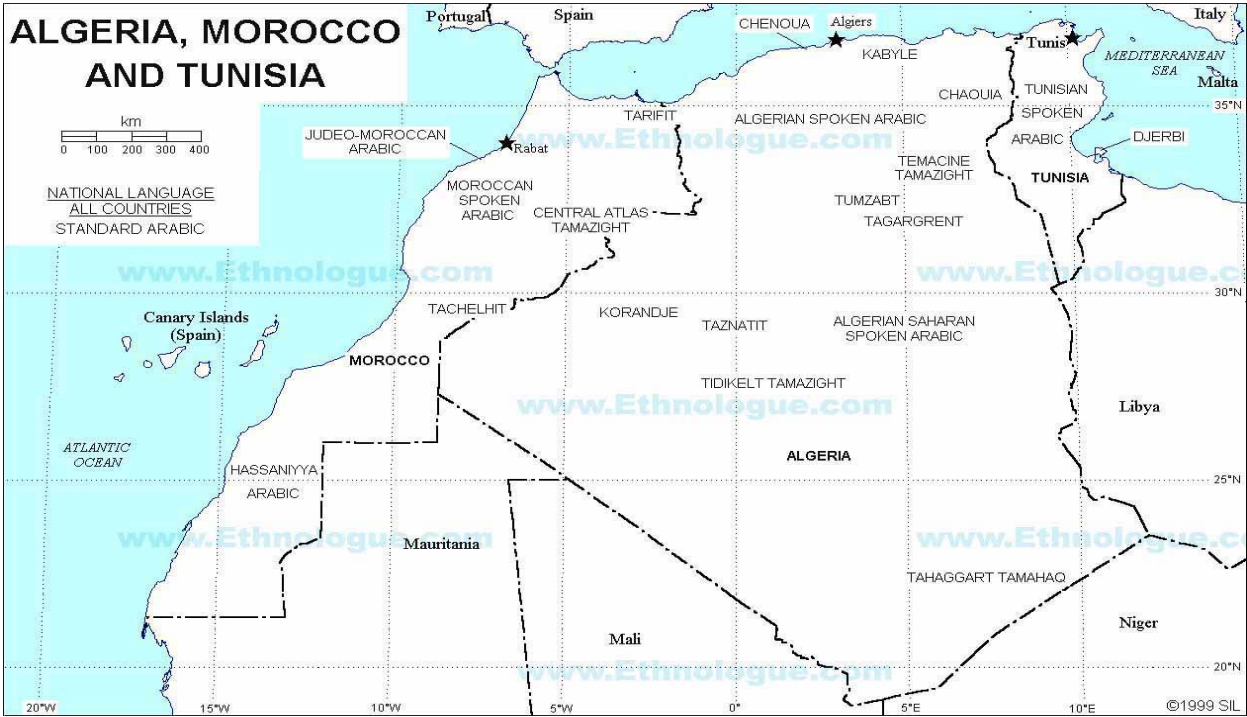 ALGERIA, MOROCCO
AND TUNISIA
km
0 100 200 300 400
NATIONAL LANGUAGE
ALL COUNTRIES
STANDARD ARABIC
Portugal
Spain
Italy
CHENOUA
Algiers
KABYLE
Tunis
MEDITERRANEAN
SEA
Malta
CHAOUIA
TUNISIAN
SPOKEN
ARABIC
35°N
TARIFIT
ALGERIAN SPOKEN ARABIC
www.Ethnologue.com
JUDEO-MOROCCAN
ARABIC
Rabat
DJERBI
TEMACINE
TAMAZIGHT
TUNISIA
MOROCCAN
SPOKEN
ARABIC
CENTRAL ATLAS
TAMAZIGHT
TUMZABT
TAGARGRENT
www.Ethnologue.com
www.Ethnologue.c
30°N
Canary Islands
(Spain)
TACHELHIT
KORANDJE
TAZNATIT
ALGERIAN SAHARAN
SPOKEN ARABIC
MOROCCO
TIDIKELT TAMAZIGHT
www.Ethnologue.com
Libya
ATLANTIC
OCEAN
ALGERIA
HASSANIYYA
ARABIC
25°N
www.Ethnologue.com
www.Ethnologue.c
Mauritania
TAHAGGART TAMAHAQ
Mali
Niger
www.Ethnologue.com
20°N
20°W 15°W 10°W 5°W 0° 5°E 10°E
©1999 SIL